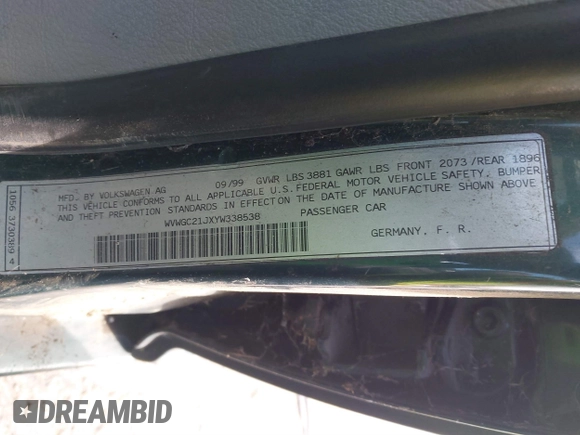 MFD. BY VOLKSWAGEN AG 09/99 GVWR LBS 3881 GAWR LBS FRONT 2073 /REAR 1896
THIS VEHICLE CONFORMS TO ALL APPLICABLE U.S. FEDERAL MOTOR VEHICLE SAFETY, BUMPER
AND THEFT PREVENTION STANDARDS IN EFFECT ON THE DATE OF MANUFACTURE SHOWN ABOVE
WVWGC21JXYW338538 PASSENGER CAR
GERMANY, F. R.
DREAMBID